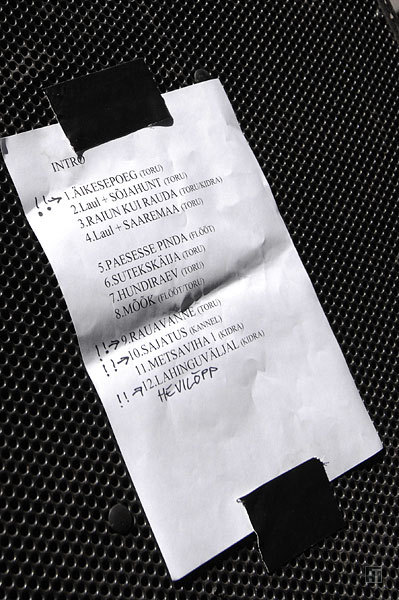 INTRO
!!→ 1.ÄIKESEPOEG (TORU)
2.Laul + SÕJAHUNT (TORU)
3.RAIUN KUI RAUDA (TORU/KIDRA)
4.Laul + SAAREMAA (TORU)
5.PAESESSE PINDA (FLÖÖT)
6.SUTEKSKÄIJA (TORU)
7.HUNDIRAEV (TORU)
8.MÕÕK (FLÖÖT/TORU)
!!→ 9.RAUAVANNE (TORU)
!!→ 10.SAJATUS (KANNEL)
11.METSAVIHA 1 (KIDRA)
!!→ 12.LAHINGUVÄLJAL (KIDRA)
HEVILÕPP